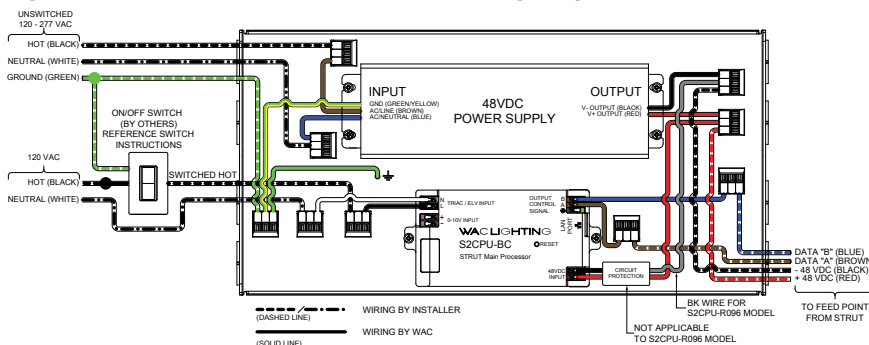 UNSWITCHED
120 - 277 VAC
HOT (BLACK)
NEUTRAL (WHITE)
GROUND (GREEN)
ON/OFF SWITCH
(BY OTHERS)
REFERENCE SWITCH
INSTRUCTIONS
120 VAC
HOT (BLACK)
NEUTRAL (WHITE)
SWITCHED HOT
INPUT
GND (GREEN/YELLOW)
AC/LINE (BROWN)
AC/NEUTRAL (BLUE)
48VDC
POWER SUPPLY
OUTPUT
V- OUTPUT (BLACK)
V+ OUTPUT (RED)
N
L
TRIAC / ELV INPUT
+
-
0-10V INPUT
OUTPUT
CONTROL
SIGNAL
B
A
LAN
PORT
WAC LIGHTING
S2CPU-BC
RESET
STRUT Main Processor
48VDC
INPUT
CIRCUIT
PROTECTION
DATA "B" (BLUE)
DATA "A" (BROWN
- 48 VDC (BLACK)
+ 48 VDC (RED)
TO FEED POINT
FROM STRUT
BK WIRE FOR
S2CPU-R096 MODEL
NOT APPLICABLE
TO S2CPU-R096 MODEL
WIRING BY INSTALLER
(DASHED LINE)
WIRING BY WAC
(SOLID LINE)